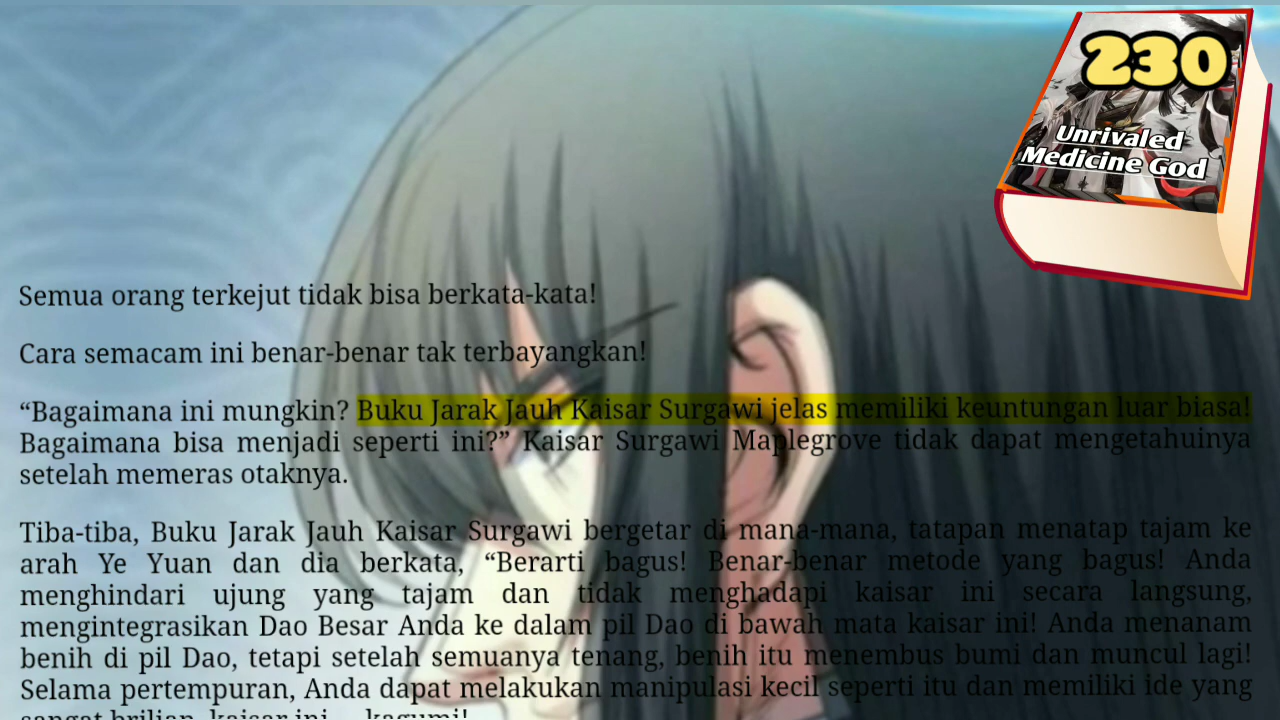 230
Unrivaled
Medicine God
Semua orang terkejut tidak bisa berkata-kata!
Cara semacam ini benar-benar tak terbayangkan!
“Bagaimana ini mungkin? Buku Jarak Jauh Kaisar Surgawi jelas memiliki keuntungan luar biasa!
Bagaimana bisa menjadi seperti ini?” Kaisar Surgawi Maplegrove tidak dapat mengetahuinya
setelah memeras otaknya.
Tiba-tiba, Buku Jarak Jauh Kaisar Surgawi bergetar di mana-mana, tatapan menatap tajam ke
arah Ye Yuan dan dia berkata, “Berarti bagus! Benar-benar metode yang bagus! Anda
menghindari ujung yang tajam dan tidak menghadapi kaisar ini secara langsung,
mengintegrasikan Dao Besar Anda ke dalam pil Dao di bawah mata kaisar ini! Anda menanam
benih di pil Dao, tetapi setelah semuanya tenang, benih itu menembus bumi dan muncul lagi!
Selama pertempuran, Anda dapat melakukan manipulasi kecil seperti itu dan memiliki ide yang
sangat brilian, kaisar ini ... kagumi!